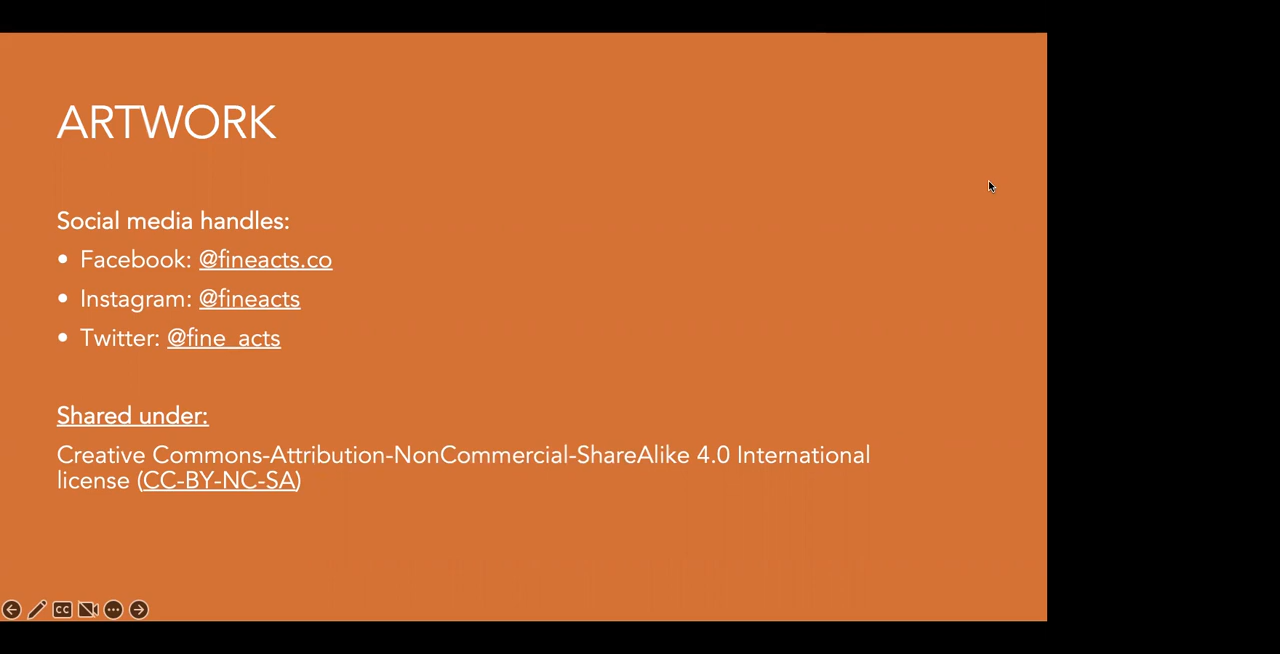 ARTWORK
Social media handles:
• Facebook: @fineacts.co
• Instagram: @fineacts
• Twitter: @fine_acts
Shared under:
Creative Commons-Attribution-NonCommercial-ShareAlike 4.0 International
license (CC-BY-NC-SA)
CC